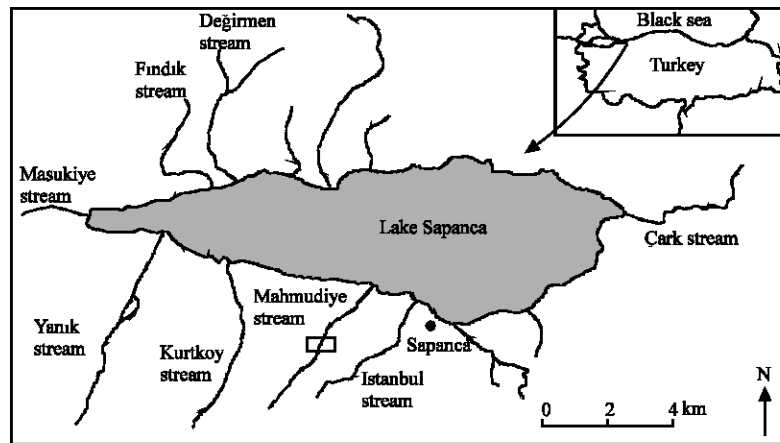 Değirmen
stream
Fındık
stream
Black sea
Turkey
Maşukiye
stream
Lake Sapanca
Çark stream
Mahmudiye
stream
Yanık
stream
Kurtkoy
stream
Sapanca
Istanbul
stream
N
0 2 4 km